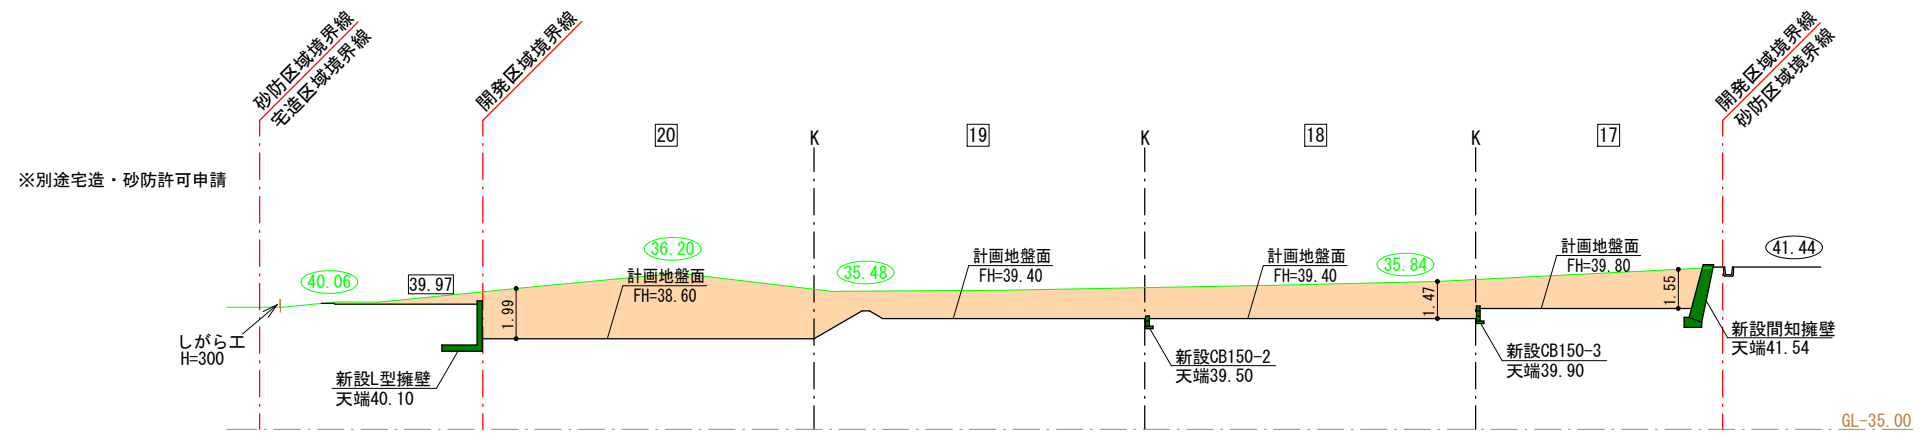 砂防区域境界線
宅造区域境界線
開発区域境界線
開発区域境界線
砂防区域境界線
20
K
19
K
18
K
17
※別途宅造・砂防許可申請
40.06
39.97
36.20
計画地盤面
FH=38.60
1.99
35.48
計画地盤面
FH=39.40
計画地盤面
FH=39.40
35.84
1.47
計画地盤面
FH=39.80
1.55
41.44
しがら工
H=300
新設L型擁壁
天端40.10
新設CB150-2
天端39.50
新設CB150-3
天端39.90
新設間知擁壁
天端41.54
GL-35.00